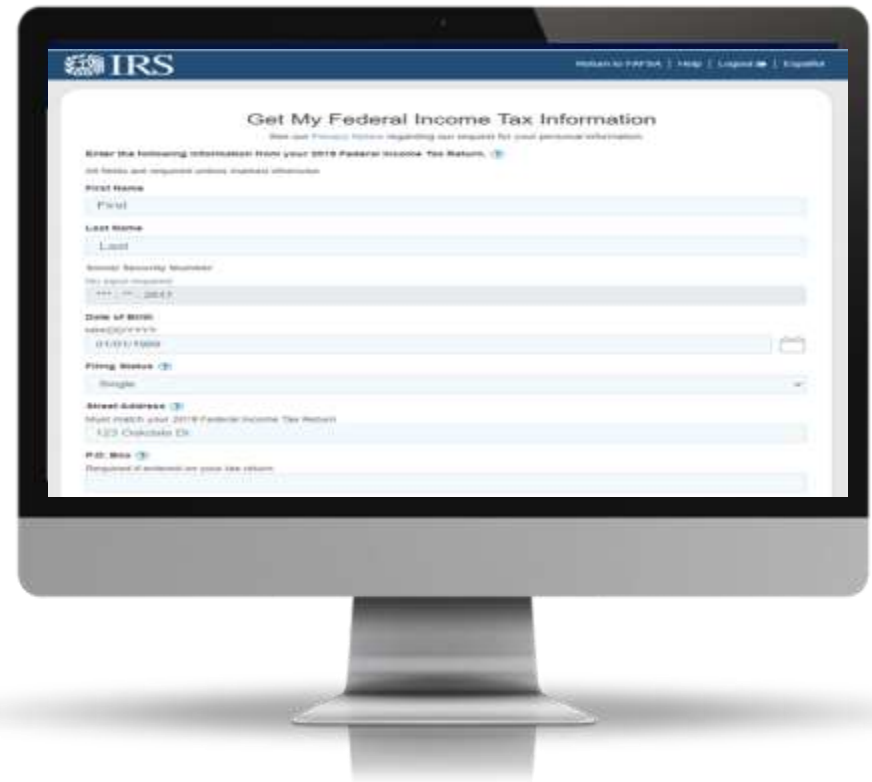 IRS
Return to FAFSA | Help | Logout | Español
Get My Federal Income Tax Information
See our Privacy Notice regarding our request for your personal information.
Enter the following information from your 2019 Federal Income Tax Return. ?
All fields are required unless marked otherwise.
First Name
First
Last Name
Last
Social Security Number
No input required
*** - ** -
Date of Birth
MM/DD/YYYY
01/01/1989
Filing Status ?
Single
Street Address ?
Must match your 2019 Federal Income Tax Return
123 Oakdale Dr
P.O. Box ?
Required if entered on your tax return